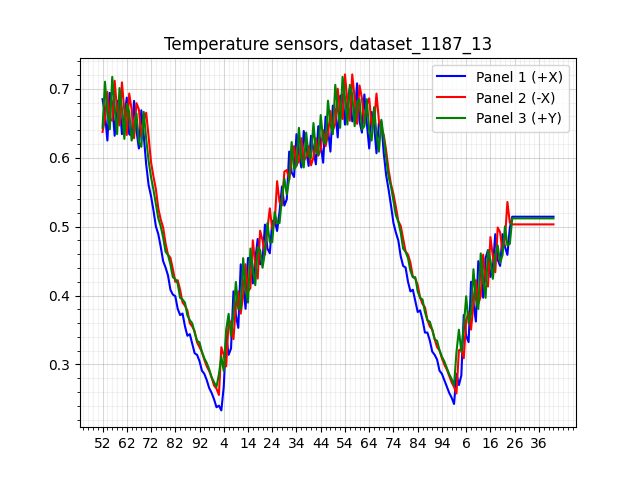 Temperature sensors, dataset_1187_13
Panel 1 (+X)
Panel 2 (-X)
Panel 3 (+Y)
0.7
0.6
0.5
0.4
0.3
52 62 72 82 92 4 14 24 34 44 54 64 74 84 94 6 16 26 36